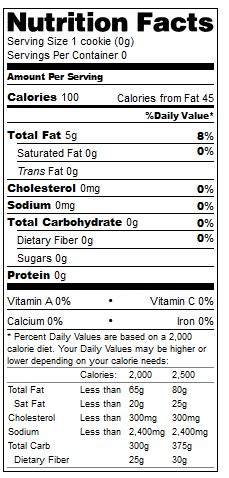 Nutrition Facts
Serving Size 1 cookie (0g)
Servings Per Container 0
Amount Per Serving
Calories 100 Calories from Fat 45
%Daily Value*
Total Fat 5g 8%
Saturated Fat 0g 0%
Trans Fat 0g
Cholesterol 0mg 0%
Sodium 0mg 0%
Total Carbohydrate 0g 0%
Dietary Fiber 0g 0%
Sugars 0g
Protein 0g
Vitamin A 0% • Vitamin C 0%
Calcium 0% • Iron 0%
* Percent Daily Values are based on a 2,000
calorie diet. Your Daily Values may be higher or
lower depending on your calorie needs:
Calories: 2,000 2,500
Total Fat Less than 65g 80g
Sat Fat Less than 20g 25g
Cholesterol Less than 300mg 300mg
Sodium Less than 2,400mg 2,400mg
Total Carb 300g 375g
Dietary Fiber 25g 30g